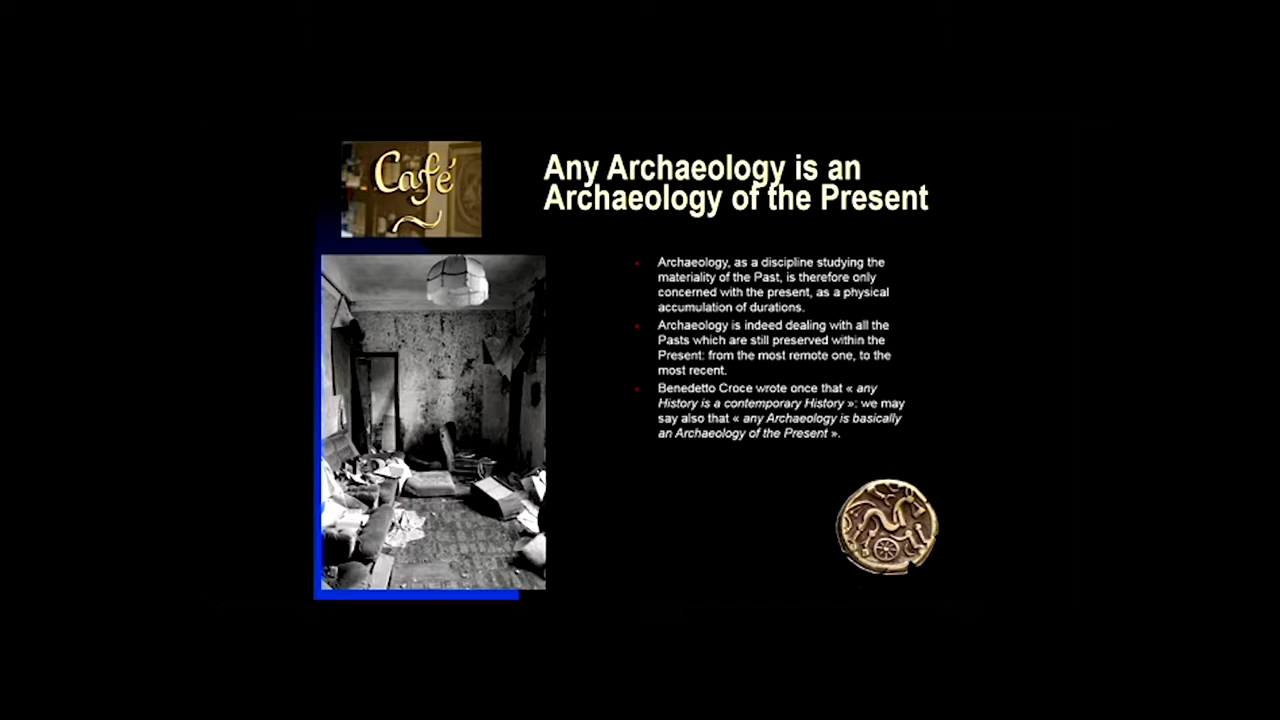 Café
Any Archaeology is an
Archaeology of the Present
Archaeology, as a discipline studying the
materiality of the Past, is therefore only
concerned with the present, as a physical
accumulation of durations.
Archaeology is indeed dealing with all the
Pasts which are still preserved within the
Present: from the most remote one, to the
most recent.
Benedetto Croce wrote once that « any
History is a contemporary History »: we may
say also that « any Archaeology is basically
an Archaeology of the Present ».